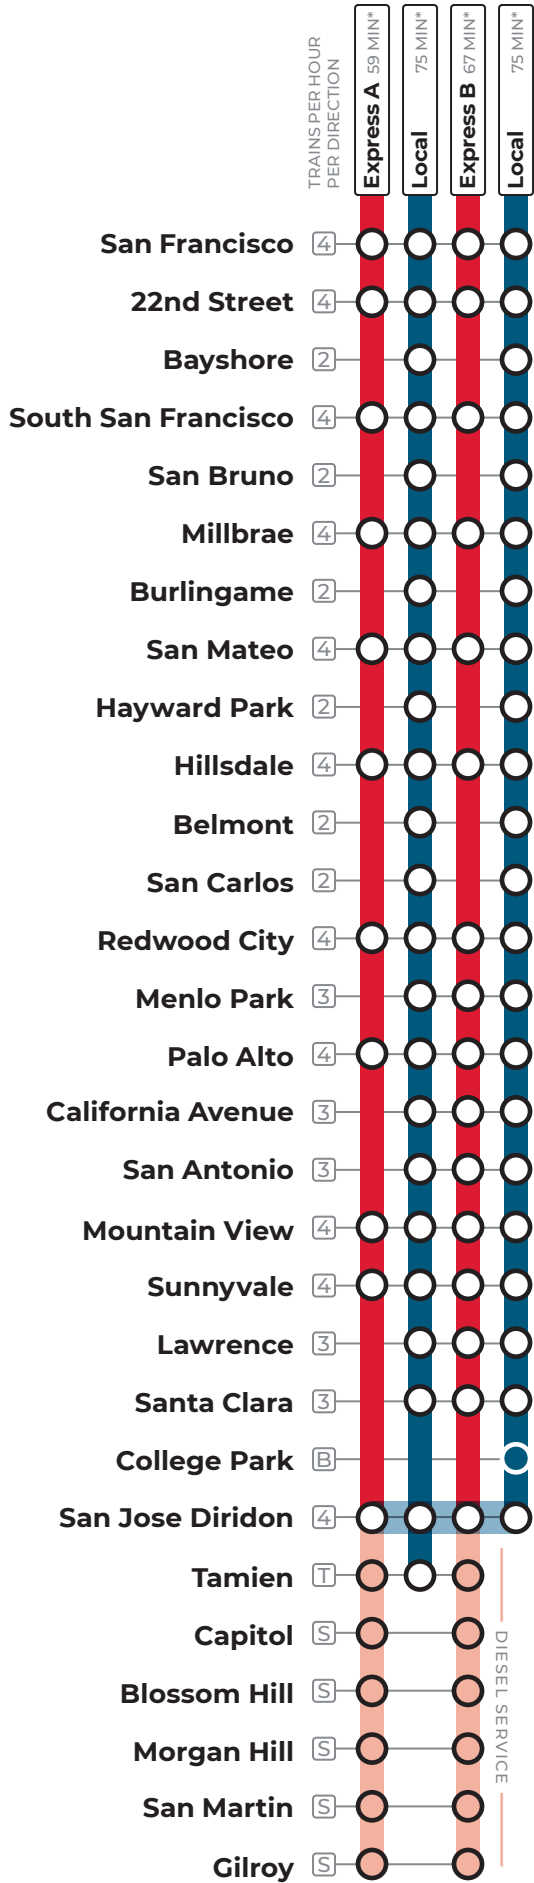 TRAINS PER HOUR
PER DIRECTION
Express A 59 MIN*
Local 75 MIN*
Express B 67 MIN*
Local 75 MIN*
San Francisco 4
22nd Street 4
Bayshore 2
South San Francisco 4
San Bruno 2
Millbrae 4
Burlingame 2
San Mateo 4
Hayward Park 2
Hillsdale 4
Belmont 2
San Carlos 2
Redwood City 4
Menlo Park 3
Palo Alto 4
California Avenue 3
San Antonio 3
Mountain View 4
Sunnyvale 4
Lawrence 3
Santa Clara 3
College Park B
San Jose Diridon 4
Tamien T
Capitol S
Blossom Hill S
Morgan Hill S
San Martin S
Gilroy S
DIESEL SERVICE